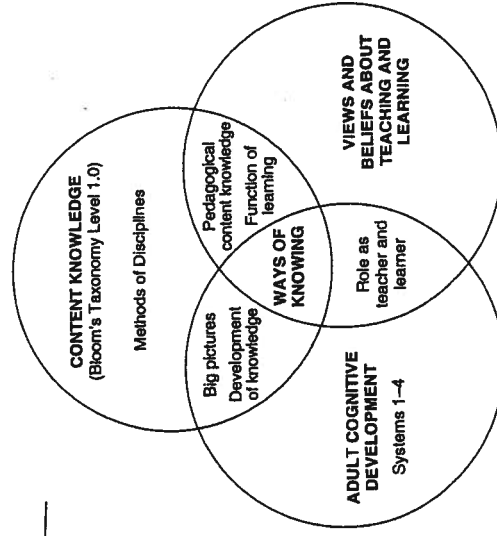 CONTENT KNOWLEDGE
(Bloom's Taxonomy Level 1.0)
Methods of Disciplines
Big pictures
Development
of knowledge
Pedagogical
content knowledge
Function of
learning
WAYS OF
KNOWING
ADULT COGNITIVE
DEVELOPMENT
Systems 1–4
Role as
teacher and
learner
VIEWS AND
BELIEFS ABOUT
TEACHING AND
LEARNING